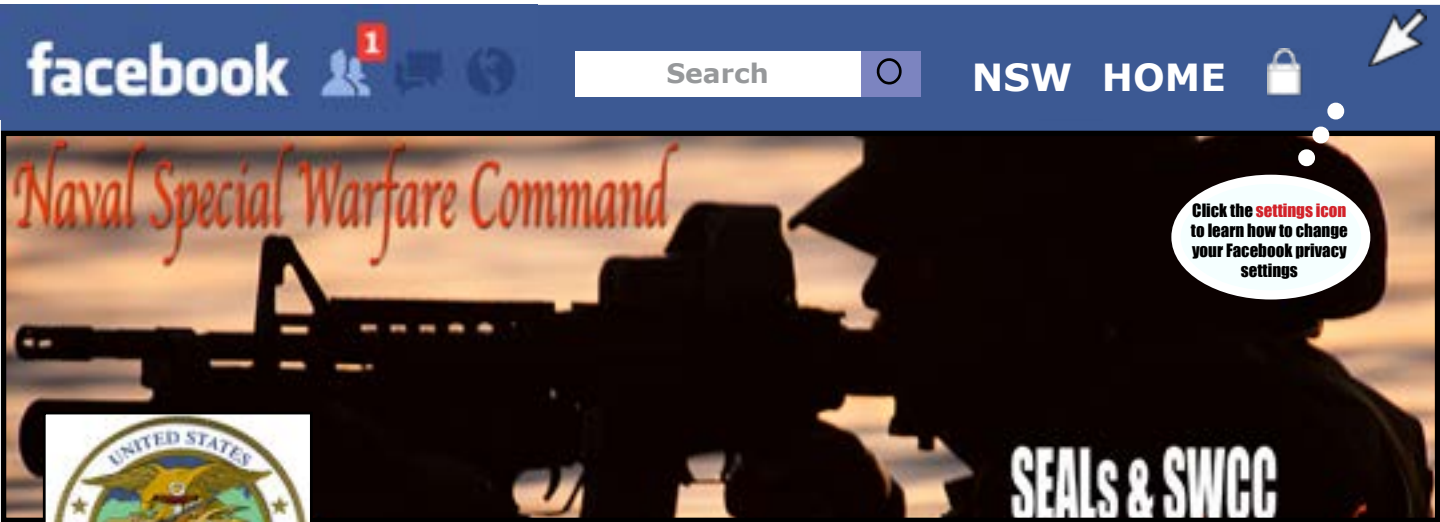 facebook
1
Search
NSW HOME
Naval Special Warfare Command
Click the settings icon
to learn how to change
your Facebook privacy
settings
UNITED STATES
SEALs & SWCC